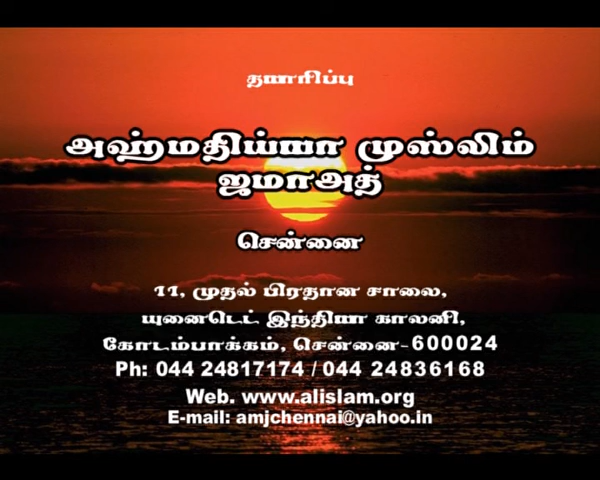 தயாரிப்பு
அஹ்மதிய்யா முஸ்லிம்
ஜமாஅத்
சென்னை
11, முதல் பிரதான சாலை,
யுனைடெட் இந்தியா காலனி,
கோடம்பாக்கம், சென்னை-600024
Ph: 044 24817174 / 044 24836168
Web. www.alislam.org
E-mail: amjchennai@yahoo.in